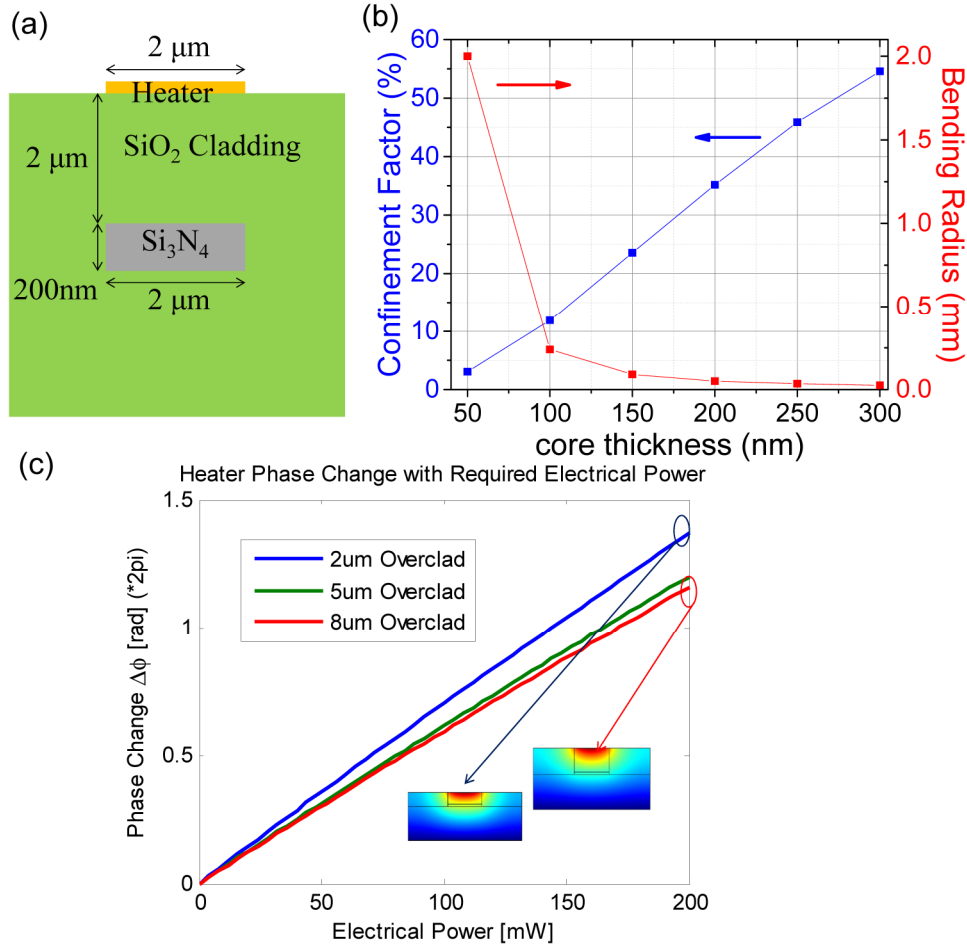 (a)
2 μm
Heater
SiO₂ Cladding
2 μm
Si₃N₄
200nm
2 μm
(b)
Confinement Factor (%)
60
50
40
30
20
10
0
2.0
1.5
1.0
0.5
0.0
Bending Radius (mm)
50 100 150 200 250 300
core thickness (nm)
(c)
Heater Phase Change with Required Electrical Power
Phase Change Δϕ [rad] (*2pi)
1.5
1
0.5
0
2um Overclad
5um Overclad
8um Overclad
0 50 100 150 200
Electrical Power [mW]